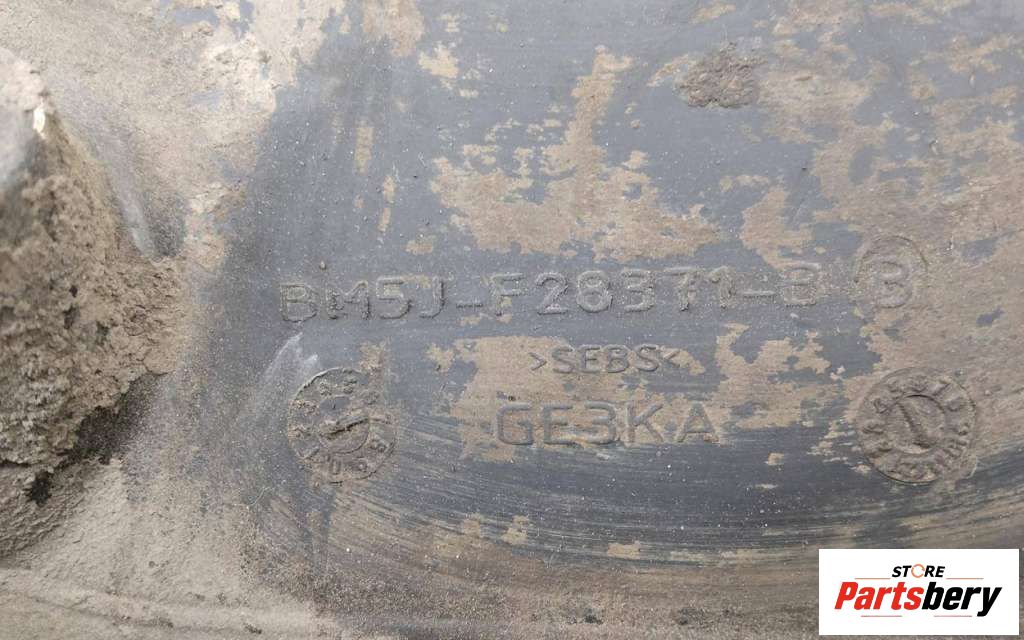 BM5J-F28371-B B
>SEBS<
GE3KA
STORE
Partsbery